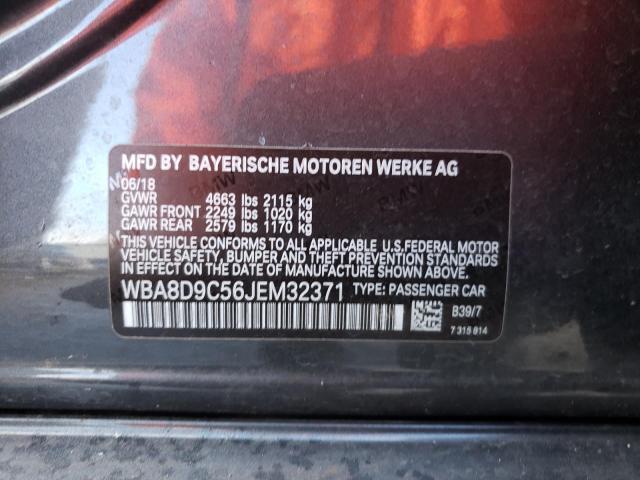 MFD BY BAYERISCHE MOTOREN WERKE AG
06/18
GVWR 4663 lbs 2115 kg
GAWR FRONT 2249 lbs 1020 kg
GAWR REAR 2579 lbs 1170 kg
THIS VEHICLE CONFORMS TO ALL APPLICABLE U.S.FEDERAL MOTOR
VEHICLE SAFETY, BUMPER AND THEFT PREVENTION STANDARDS
IN EFFECT ON THE DATE OF MANUFACTURE SHOWN ABOVE.
WBA8D9C56JEM32371 TYPE: PASSENGER CAR
B39/7
7 315 814